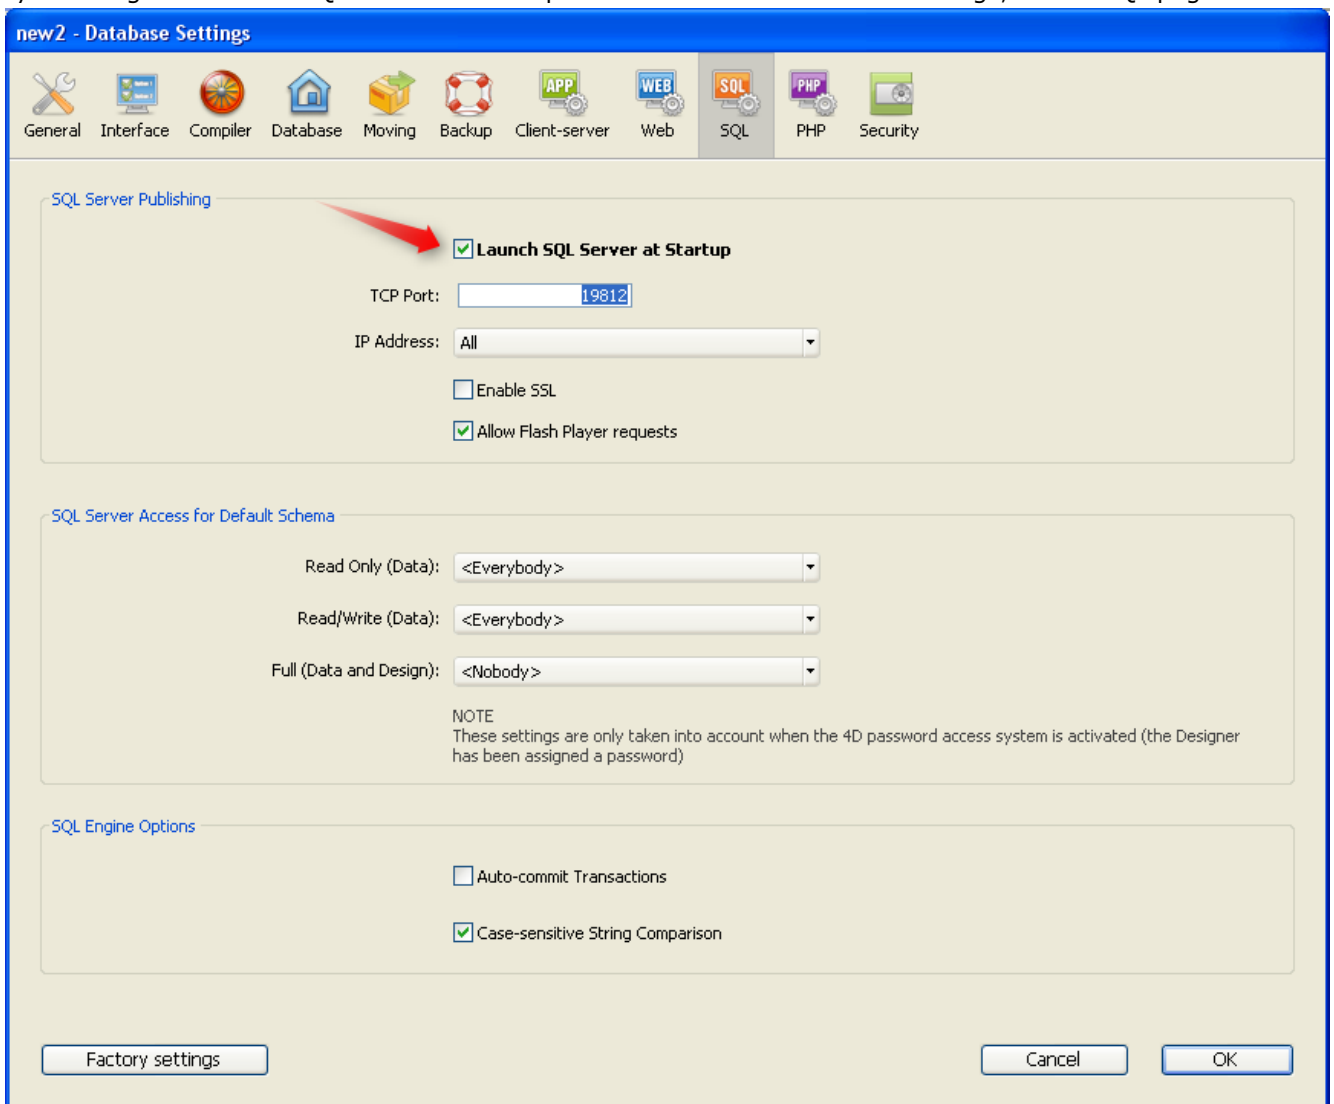 new2 - Database Settings
General Interface Compiler Database Moving Backup Client-server Web SQL PHP Security
APP WEB SQL PHP
SQL Server Publishing
Launch SQL Server at Startup
TCP Port: 19812
IP Address: All
Enable SSL
Allow Flash Player requests
SQL Server Access for Default Schema
Read Only (Data): <Everybody>
Read/Write (Data): <Everybody>
Full (Data and Design): <Nobody>
NOTE
These settings are only taken into account when the 4D password access system is activated (the Designer
has been assigned a password)
SQL Engine Options
Auto-commit Transactions
Case-sensitive String Comparison
Factory settings Cancel OK